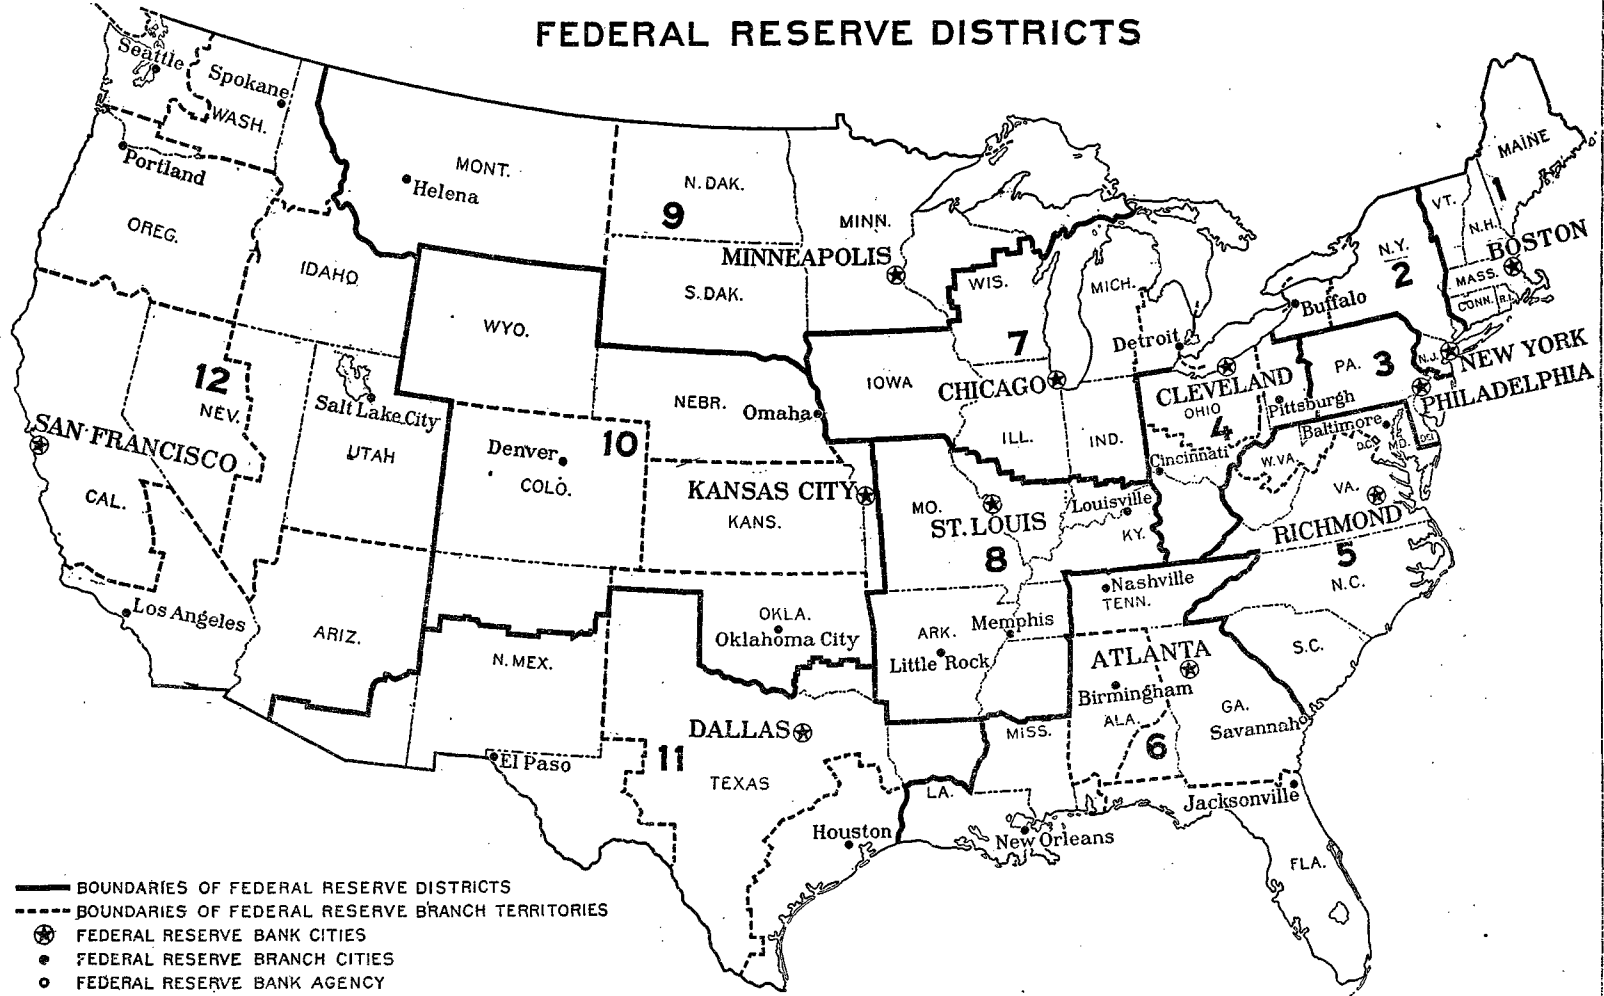 FEDERAL RESERVE DISTRICTS
Seattle
Spokane
WASH.
Portland
OREG.
MONT.
Helena
IDAHO
N. DAK.
9
MINN.
MINNEAPOLIS
S. DAK.
WYO.
WIS.
MICH.
7
Detroit
MAINE
VT.
1
N.H.
BOSTON
N.Y.
2
MASS.
CONN.
R.I.
Buffalo
NEW YORK
N.J.
PA.
3
PHILADELPHIA
12
NEV.
SAN FRANCISCO
CAL.
Salt Lake City
UTAH
Denver
COLO.
10
NEBR.
Omaha
IOWA
CHICAGO
ILL.
IND.
CLEVELAND
OHIO
4
Cincinnati
Pittsburgh
Baltimore
D.C.
MD.
DEL
W.VA.
VA.
RICHMOND
5
N.C.
KANSAS CITY
KANS.
MO.
ST. LOUIS
8
Louisville
KY.
Nashville
TENN.
Los Angeles
ARIZ.
N. MEX.
OKLA.
Oklahoma City
ARK.
Little Rock
Memphis
ATLANTA
Birmingham
ALA.
6
GA.
Savannah
S.C.
DALLAS
11
TEXAS
El Paso
Houston
LA.
MISS.
New Orleans
Jacksonville
FLA.
BOUNDARIES OF FEDERAL RESERVE DISTRICTS
BOUNDARIES OF FEDERAL RESERVE BRANCH TERRITORIES
FEDERAL RESERVE BANK CITIES
FEDERAL RESERVE BRANCH CITIES
FEDERAL RESERVE BANK AGENCY